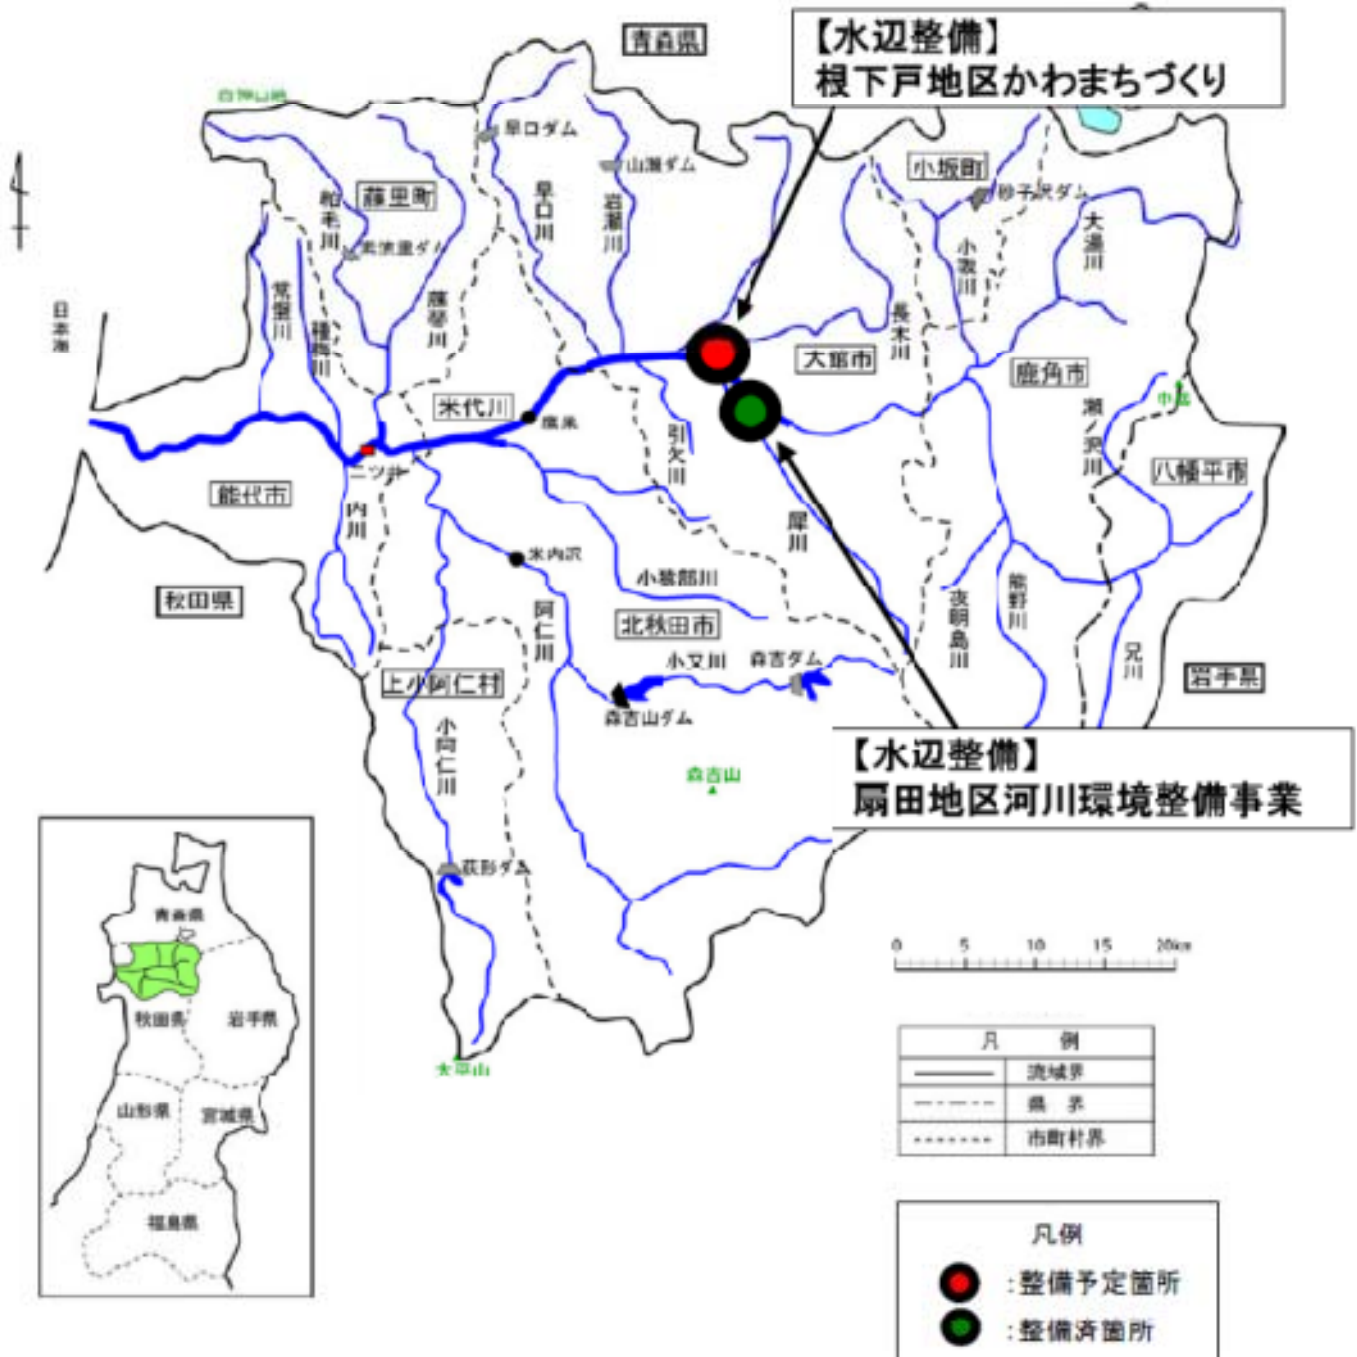 【水辺整備】
根下戸地区かわまちづくり
青森県
早口ダム
山瀬ダム
小坂町
砂子沢ダム
藤里町
粕毛川
素波里ダム
早口川
岩瀬川
小坂川
大湯川
日本海
常盤川
種梅川
藤琴川
長木川
大館市
鹿角市
米代川
鷹巣
引欠川
瀬ノ沢川
八幡平市
二ツ井
能代市
内川
犀川
米内沢
小猿部川
秋田県
阿仁川
北秋田市
夜明島川
熊野川
兄川
岩手県
小又川
森吉ダム
上小阿仁村
森吉山ダム
小阿仁川
森吉山
【水辺整備】
扇田地区河川環境整備事業
萩形ダム
太平山
青森県
秋田県
岩手県
山形県
宮城県
福島県
0 5 10 15 20km
凡 例
流域界
県 界
市町村界
凡例
:整備予定箇所
:整備済箇所